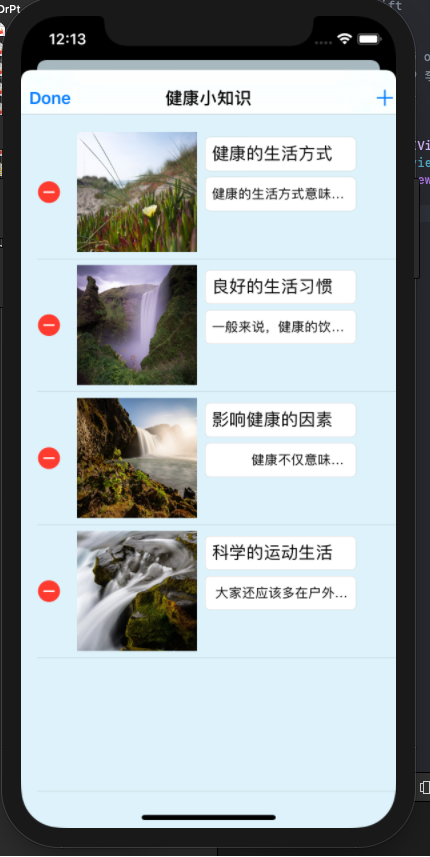 12:13
Done
健康小知识
+
健康的生活方式
健康的生活方式意味...
良好的生活习惯
一般来说，健康的饮...
影响健康的因素
健康不仅意味...
科学的运动生活
大家还应该多在户外...